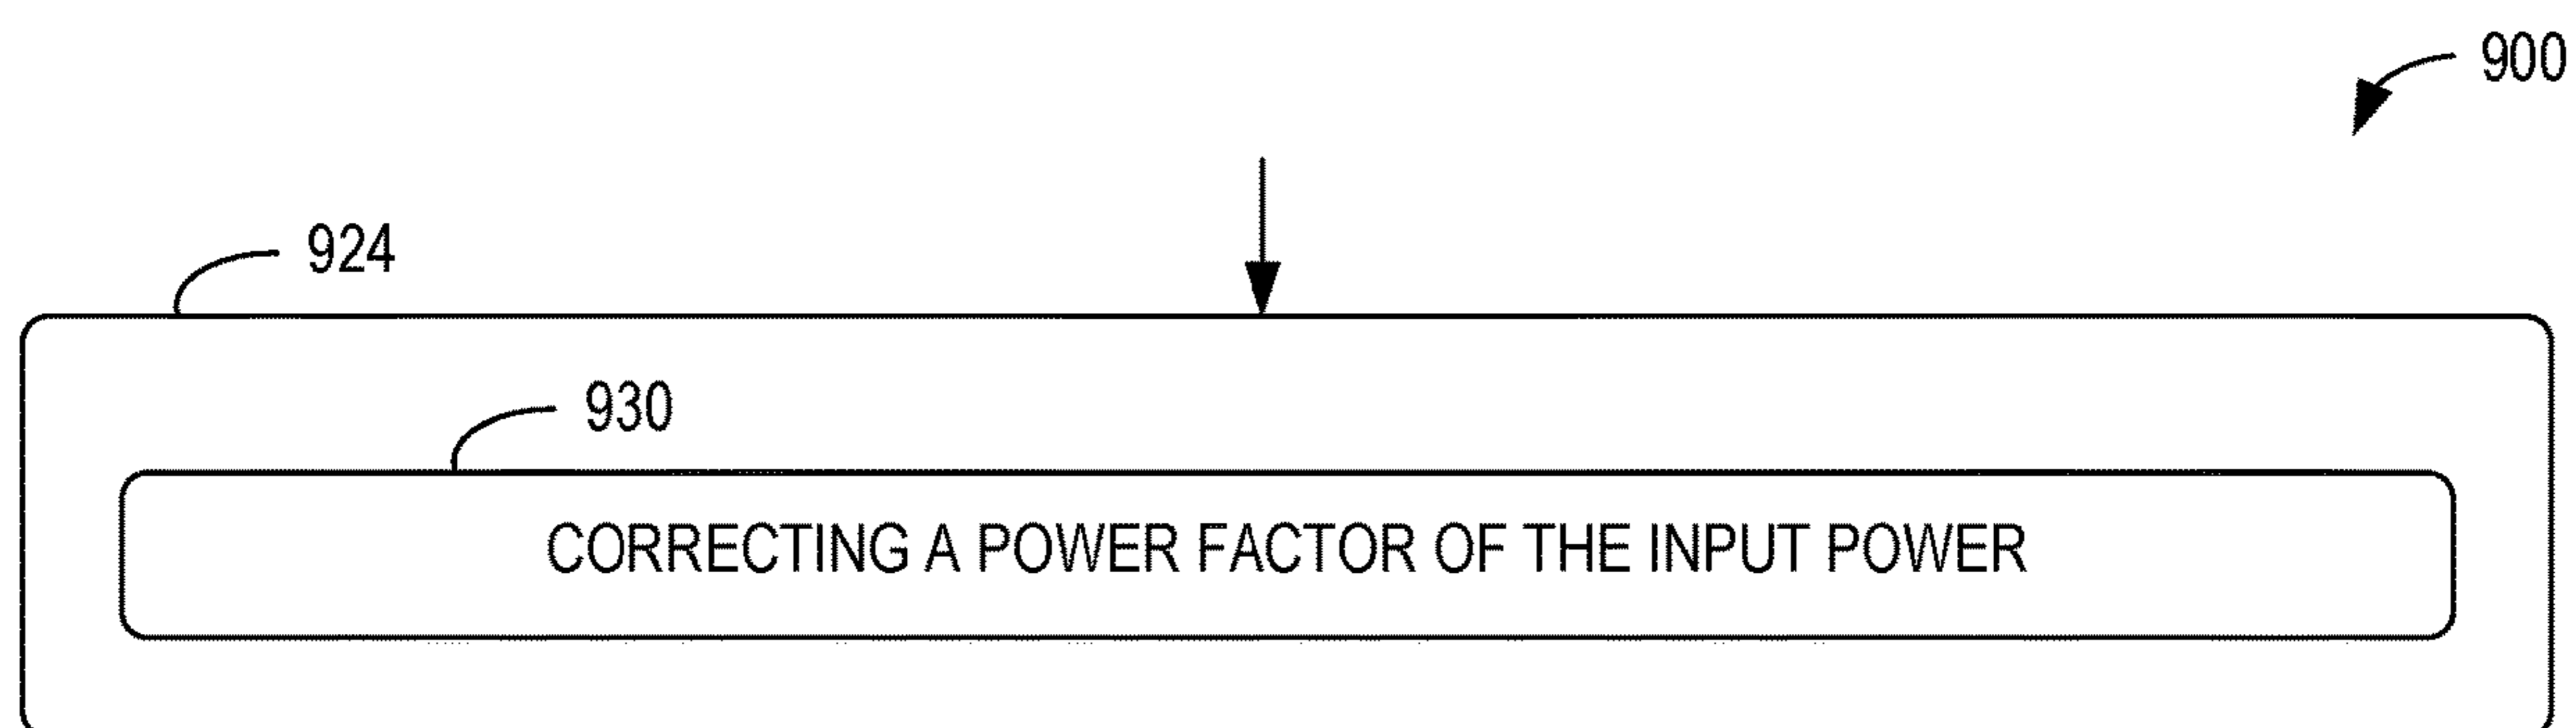 900
924
930
CORRECTING A POWER FACTOR OF THE INPUT POWER